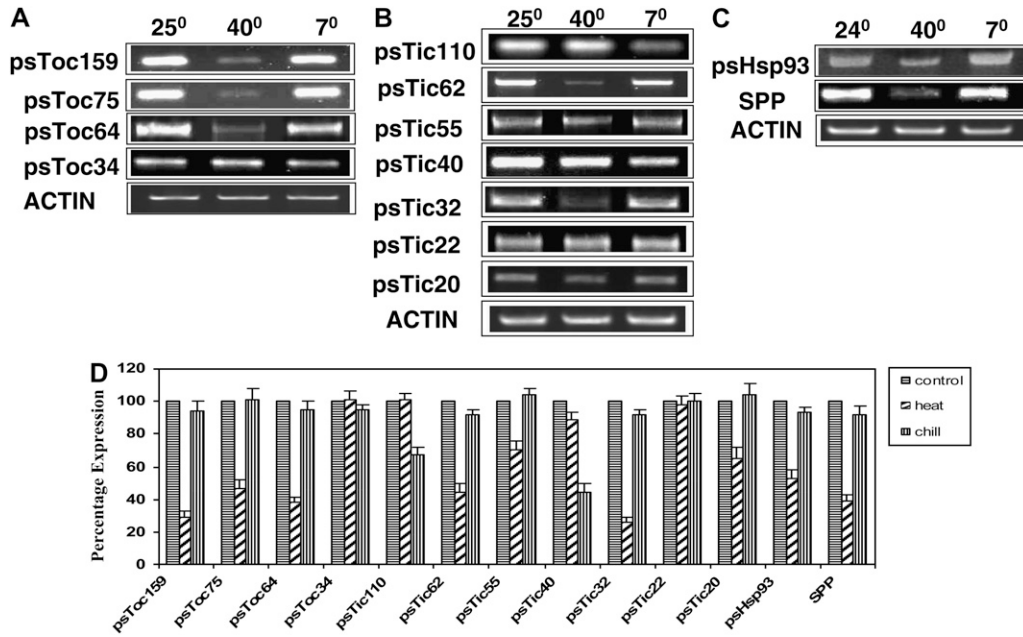 A
25⁰ 40⁰ 7⁰
psToc159
psToc75
psToc64
psToc34
ACTIN
B
25⁰ 40⁰ 7⁰
psTic110
psTic62
psTic55
psTic40
psTic32
psTic22
psTic20
ACTIN
C
24⁰ 40⁰ 7⁰
psHsp93
SPP
ACTIN
D
Percentage Expression
120
100
80
60
40
20
0
psToc159 psToc75 psToc64 psToc34 psTic110 psTic62 psTic55 psTic40 psTic32 psTic22 psTic20 psHsp93 SPP
control
heat
chill